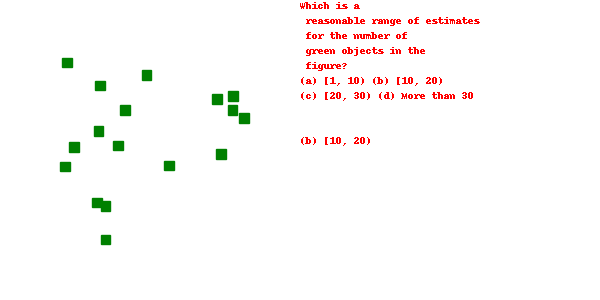 Which is a
reasonable range of estimates
for the number of
green objects in the
figure?
(a) [1, 10) (b) [10, 20)
(c) [20, 30) (d) More than 30
(b) [10, 20)